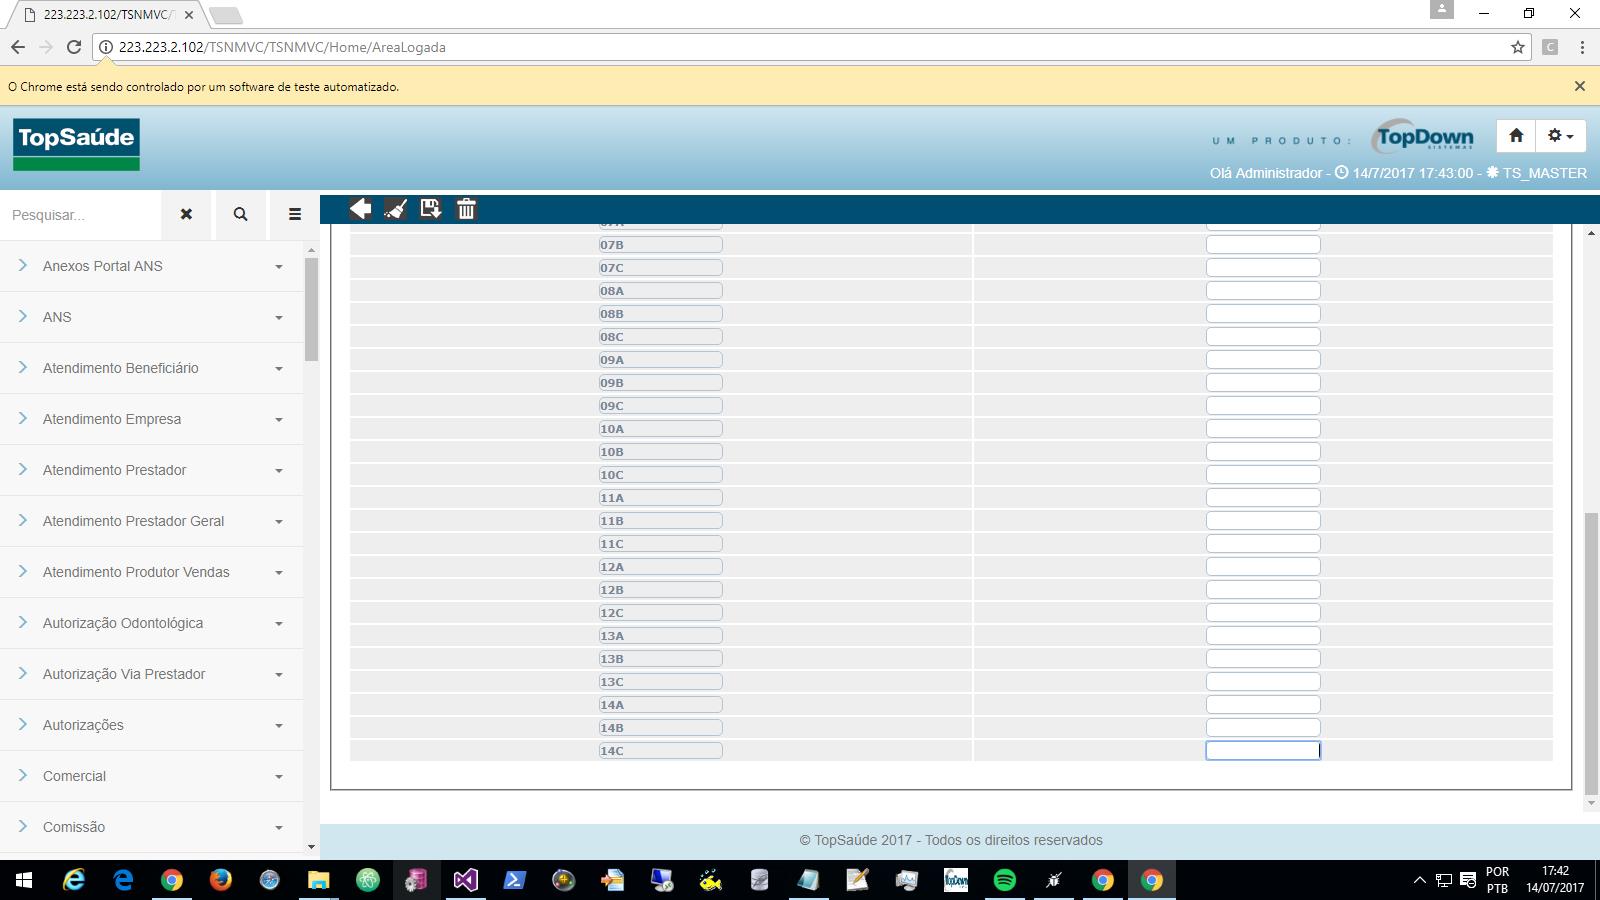 223.223.2.102/TSNMVC/
223.223.2.102/TSNMVC/TSNMVC/Home/AreaLogada
C
O Chrome está sendo controlado por um software de teste automatizado.
TopSaúde
UM PRODUTO:
TopDown
SISTEMAS
Olá Administrador - 14/7/2017 17:43:00 - TS_MASTER
Pesquisar...
Anexos Portal ANS
ANS
Atendimento Beneficiário
Atendimento Empresa
Atendimento Prestador
Atendimento Prestador Geral
Atendimento Produtor Vendas
Autorização Odontológica
Autorização Via Prestador
Autorizações
Comercial
Comissão
07B
07C
08A
08B
08C
09A
09B
09C
10A
10B
10C
11A
11B
11C
12A
12B
12C
13A
13B
13C
14A
14B
14C
© TopSaúde 2017 - Todos os direitos reservados
TopDown
POR
PTB
17:42
14/07/2017